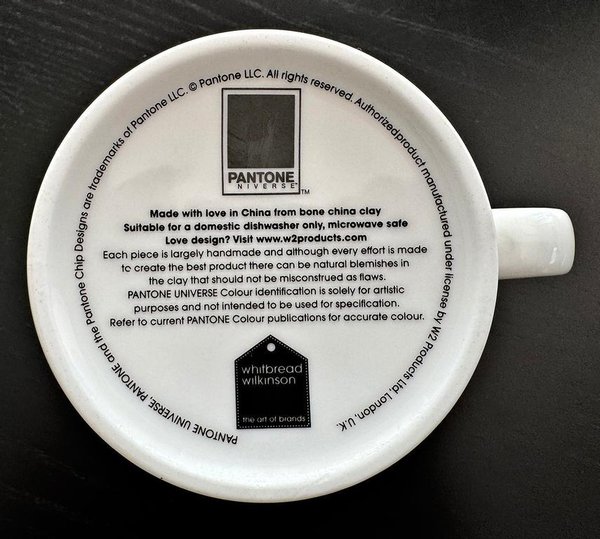 PANTONE UNIVERSE, PANTONE and the Pantone Chip Designs are trademarks of Pantone LLC. © Pantone LLC. All rights reserved. Authorizedproduct manufactured under license by W2 Products Ltd, London, U.K.
PANTONE
NIVERSE™
Made with love in China from bone china clay
Suitable for a domestic dishwasher only, microwave safe
Love design? Visit www.w2products.com
Each piece is largely handmade and although every effort is made
to create the best product there can be natural blemishes in
the clay that should not be misconstrued as flaws.
PANTONE UNIVERSE Colour identification is solely for artistic
purposes and not intended to be used for specification.
Refer to current PANTONE Colour publications for accurate colour.
whitbread
wilkinson
the art of brands